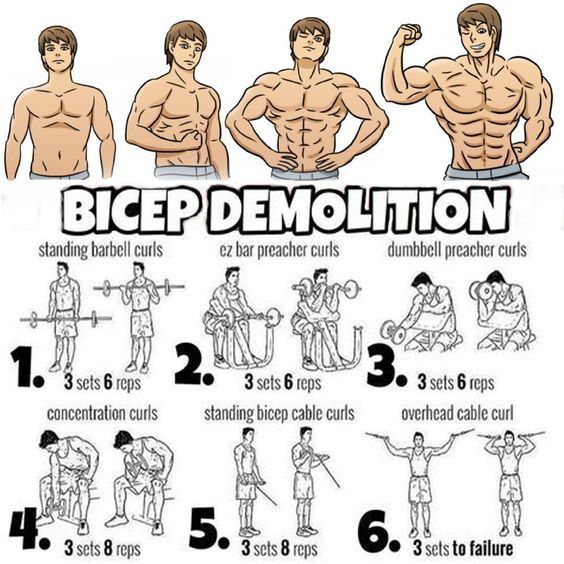 BICEP DEMOLITION
standing barbell curls
ez bar preacher curls
dumbbell preacher curls
1. 3 sets 6 reps
2. 3 sets 6 reps
3. 3 sets 6 reps
concentration curls
standing bicep cable curls
overhead cable curl
4. 3 sets 8 reps
5. 3 sets 8 reps
6. 3 sets to failure